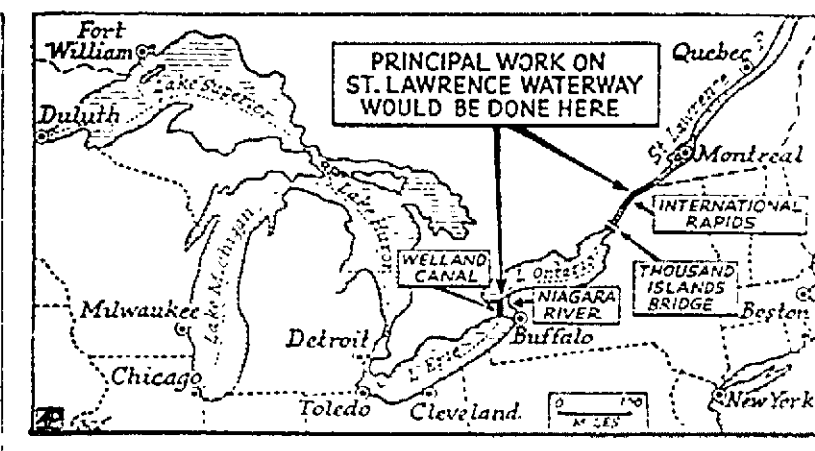 Fort
William
PRINCIPAL WORK ON
ST. LAWRENCE WATERWAY
WOULD BE DONE HERE
Quebec
Lake Superior
Duluth
St. Lawrence
Montreal
INTERNATIONAL
RAPIDS
Lake Huron
Lake Michigan
WELLAND
CANAL
L. Ontario
THOUSAND
ISLANDS
BRIDGE
NIAGARA
RIVER
Milwaukee
Boston
Detroit
Buffalo
L. Erie
Chicago
Toledo
Cleveland
0
MILES
New York